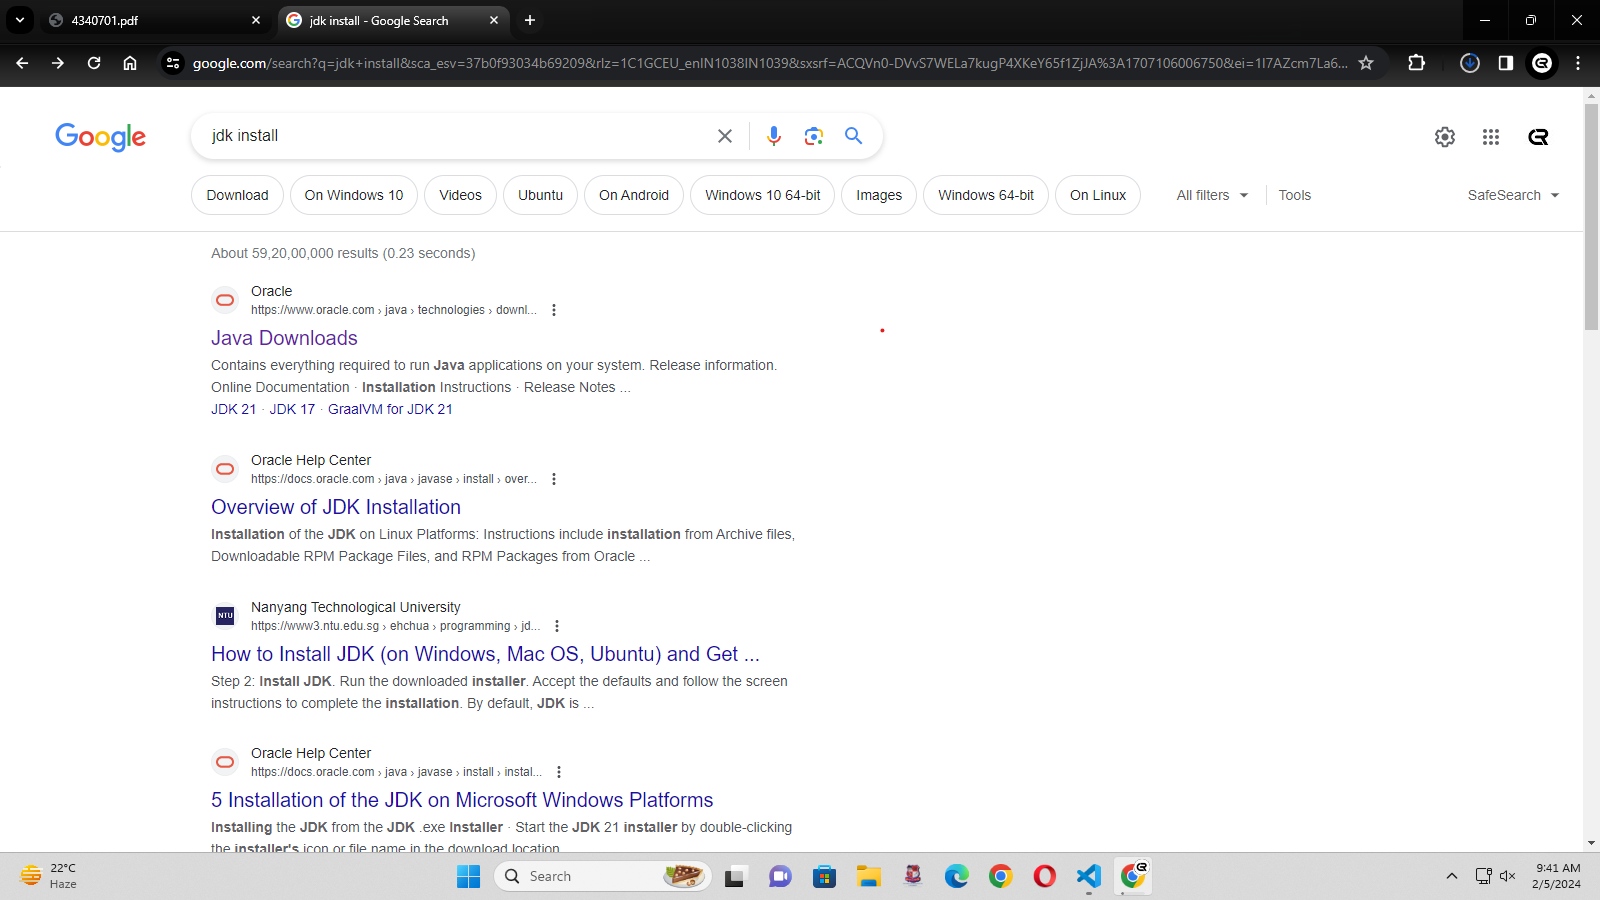 4340701.pdf
jdk install - Google Search
google.com/search?q=jdk+install&sca_esv=37b0f93034b69209&rlz=1C1GCEU_enIN1038IN1039&sxsrf=ACQVn0-DVvS7WELa7kugP4XKeY65f1ZjJA%3A1707106006750&ei=1I7AZcm7La6...
Google
jdk install
Download
On Windows 10
Videos
Ubuntu
On Android
Windows 10 64-bit
Images
Windows 64-bit
On Linux
All filters
Tools
SafeSearch
About 59,20,00,000 results (0.23 seconds)
Oracle
https://www.oracle.com › java › technologies › downl...
Java Downloads
Contains everything required to run Java applications on your system. Release information.
Online Documentation · Installation Instructions · Release Notes ...
JDK 21 · JDK 17 · GraalVM for JDK 21
Oracle Help Center
https://docs.oracle.com › java › javase › install › over...
Overview of JDK Installation
Installation of the JDK on Linux Platforms: Instructions include installation from Archive files,
Downloadable RPM Package Files, and RPM Packages from Oracle ...
NTU
Nanyang Technological University
https://www3.ntu.edu.sg › ehchua › programming › jd...
How to Install JDK (on Windows, Mac OS, Ubuntu) and Get ...
Step 2: Install JDK. Run the downloaded installer. Accept the defaults and follow the screen
instructions to complete the installation. By default, JDK is ...
Oracle Help Center
https://docs.oracle.com › java › javase › install › instal...
5 Installation of the JDK on Microsoft Windows Platforms
Installing the JDK from the JDK .exe Installer · Start the JDK 21 installer by double-clicking
the installer's icon or file name in the download location
22°C
Haze
Search
9:41 AM
2/5/2024